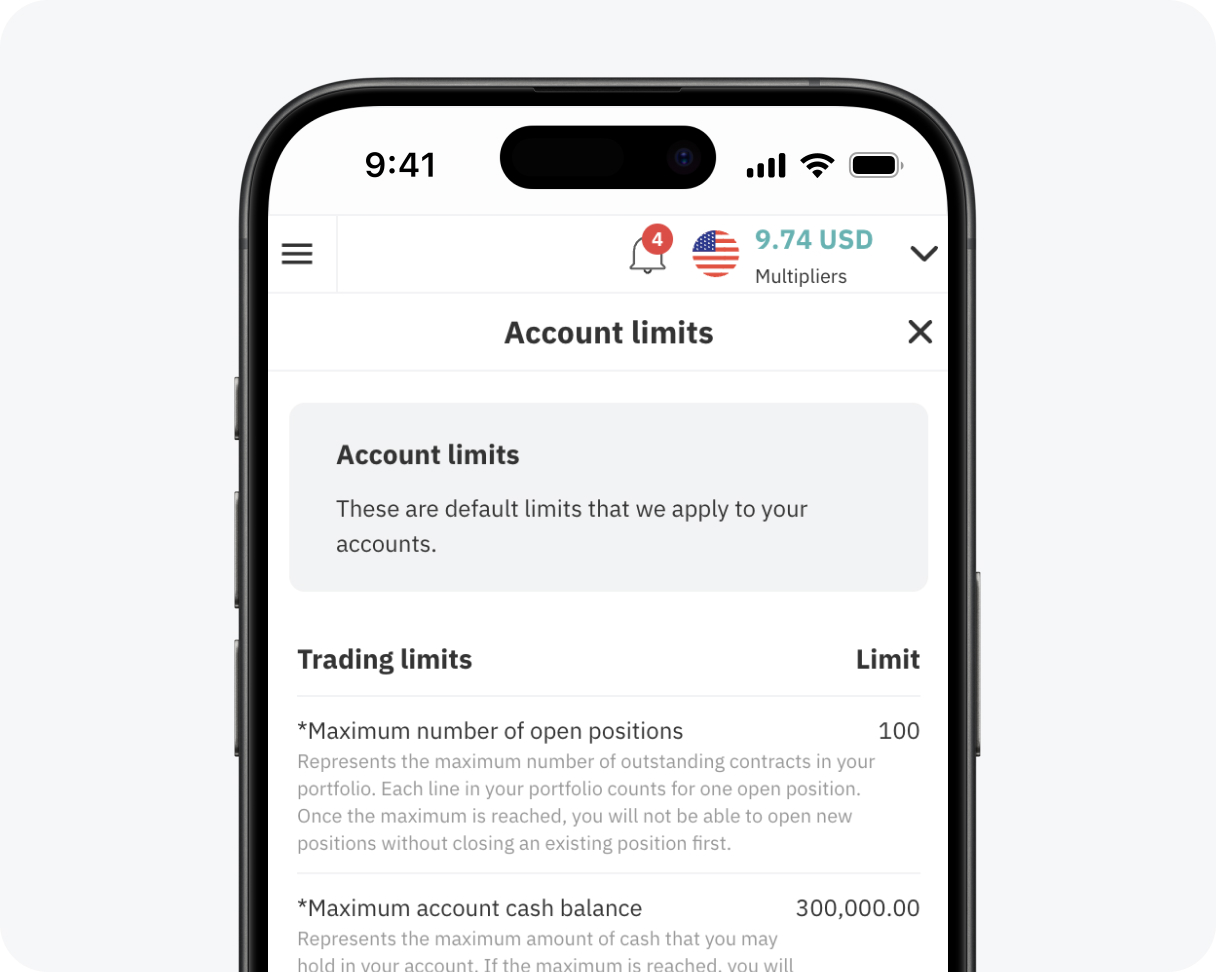 9:41
4
9.74 USD
Multipliers
Account limits
Account limits
These are default limits that we apply to your
accounts.
Trading limits Limit
*Maximum number of open positions 100
Represents the maximum number of outstanding contracts in your
portfolio. Each line in your portfolio counts for one open position.
Once the maximum is reached, you will not be able to open new
positions without closing an existing position first.
*Maximum account cash balance 300,000.00
Represents the maximum amount of cash that you may
hold in your account. If the maximum is reached, you will